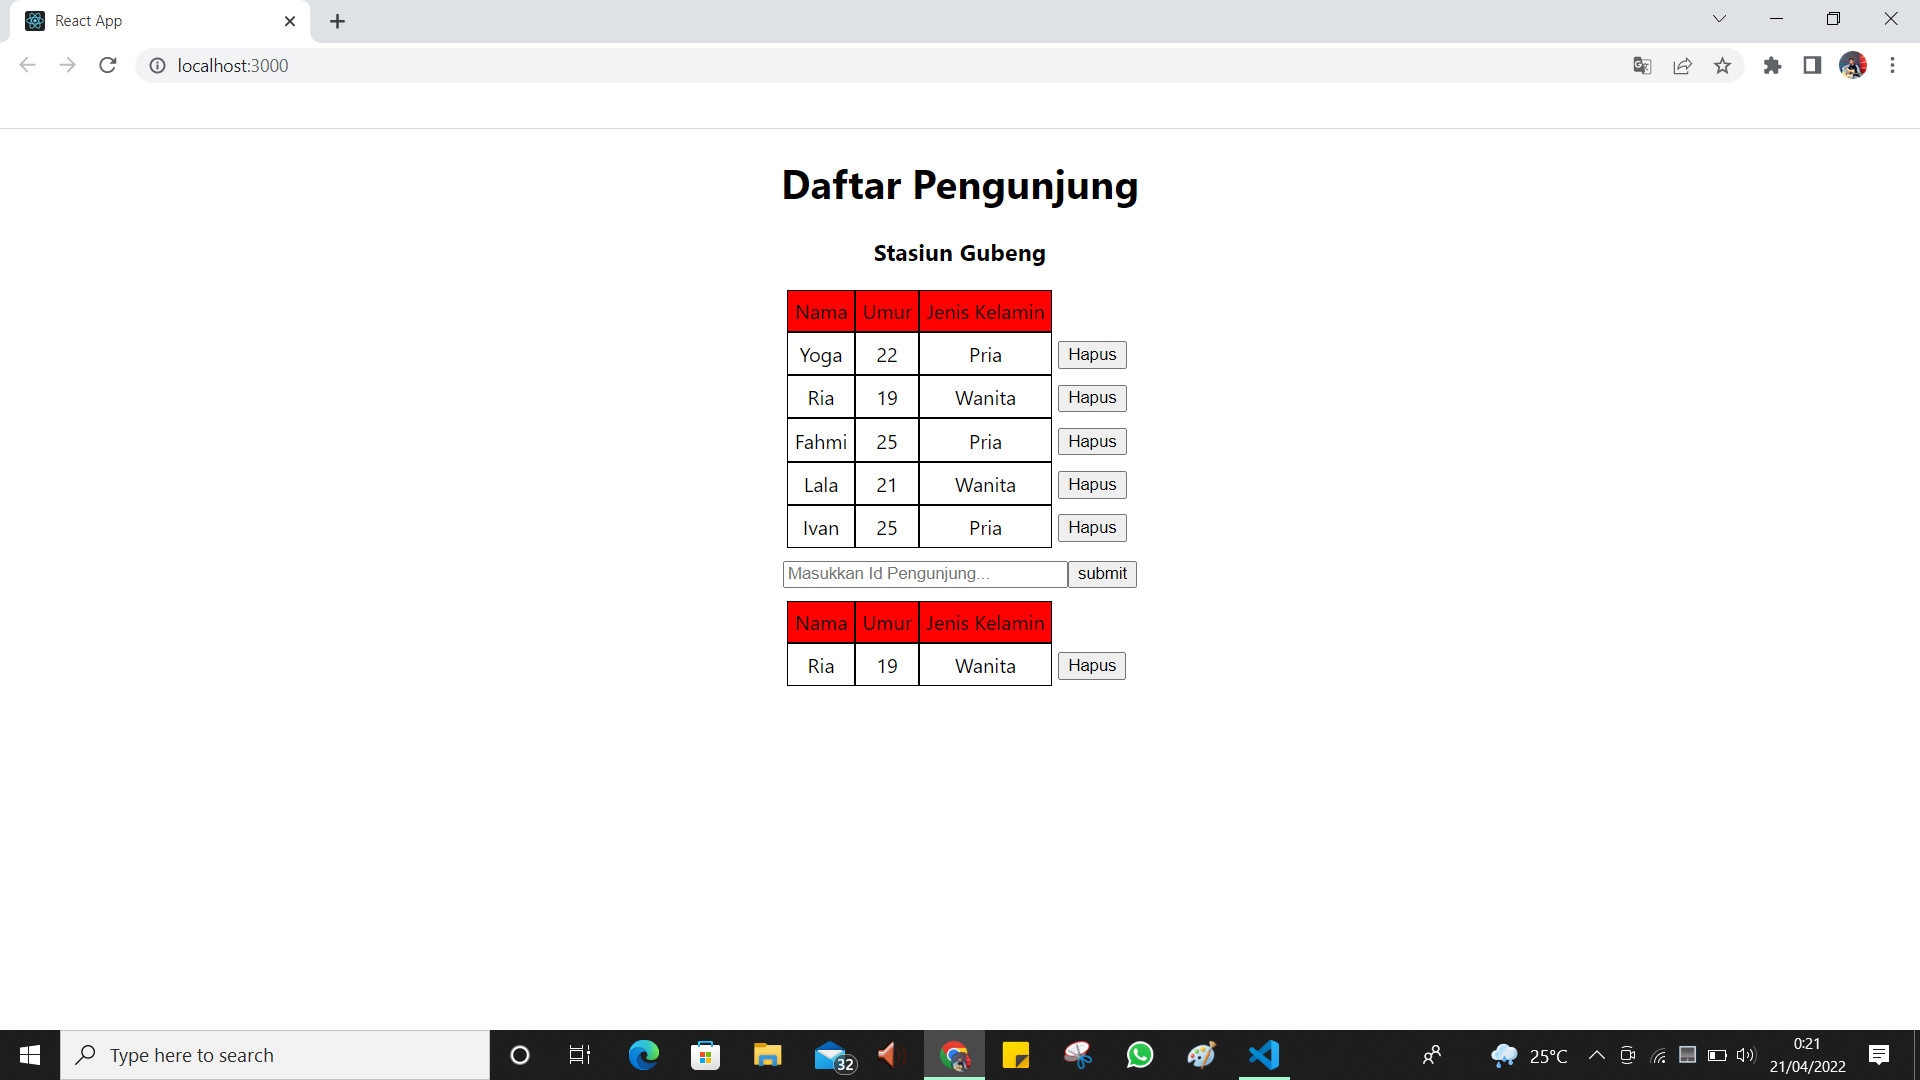 React App
localhost:3000
Daftar Pengunjung
Stasiun Gubeng
Nama Umur Jenis Kelamin
Yoga 22 Pria Hapus
Ria 19 Wanita Hapus
Fahmi 25 Pria Hapus
Lala 21 Wanita Hapus
Ivan 25 Pria Hapus
Masukkan Id Pengunjung... submit
Nama Umur Jenis Kelamin
Ria 19 Wanita Hapus
Type here to search
32
25°C
0:21
21/04/2022